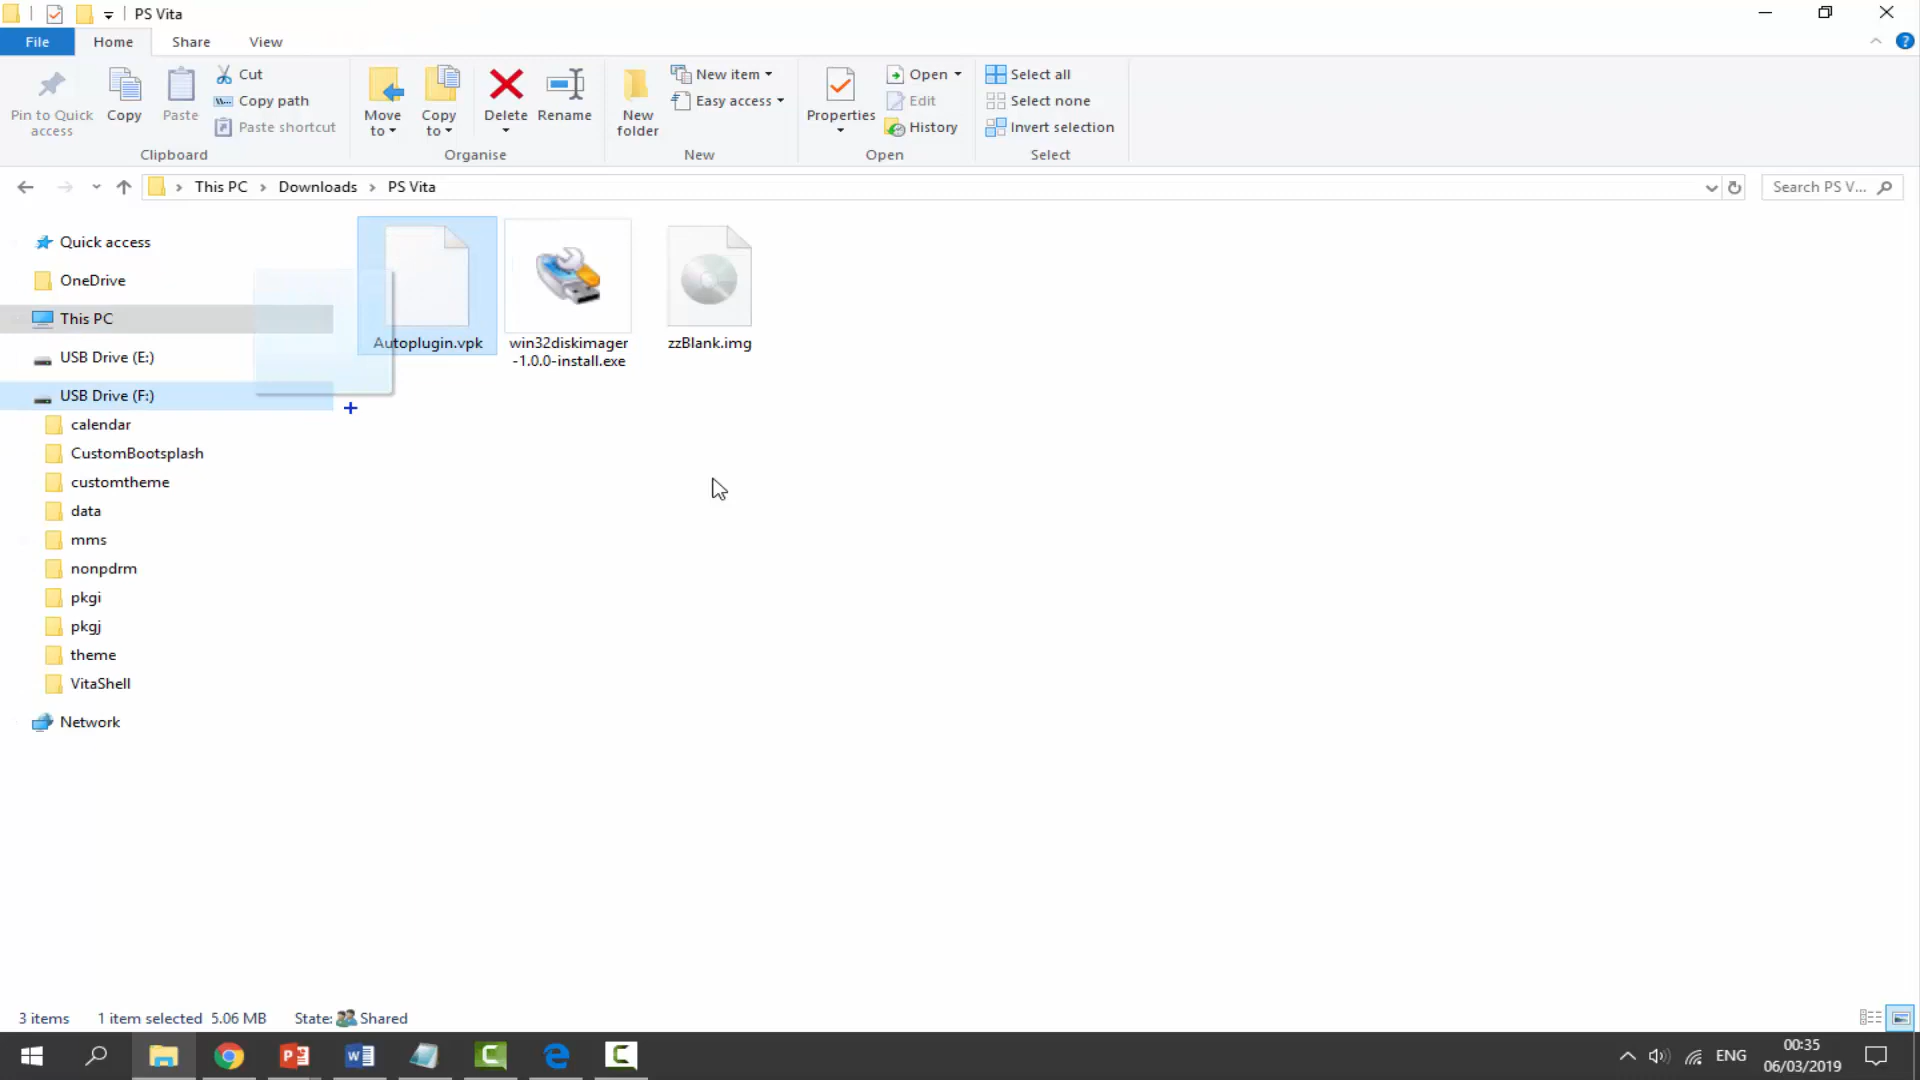 PS Vita
File
Home
Share
View
Pin to Quick
access
Copy
Paste
Cut
Copy path
Paste shortcut
Clipboard
Move
to
Copy
to
Delete
Rename
Organise
New
folder
New item
Easy access
New
Properties
Open
Edit
History
Open
Select all
Select none
Invert selection
Select
This PC
Downloads
PS Vita
Search PS V...
Quick access
OneDrive
This PC
USB Drive (E:)
USB Drive (F:)
calendar
CustomBootsplash
customtheme
data
mms
nonpdrm
pkgi
pkgj
theme
VitaShell
Network
Autoplugin.vpk
win32diskimager
-1.0.0-install.exe
zzBlank.img
3 items
1 item selected 5.06 MB
State: Shared
ENG
00:35
06/03/2019